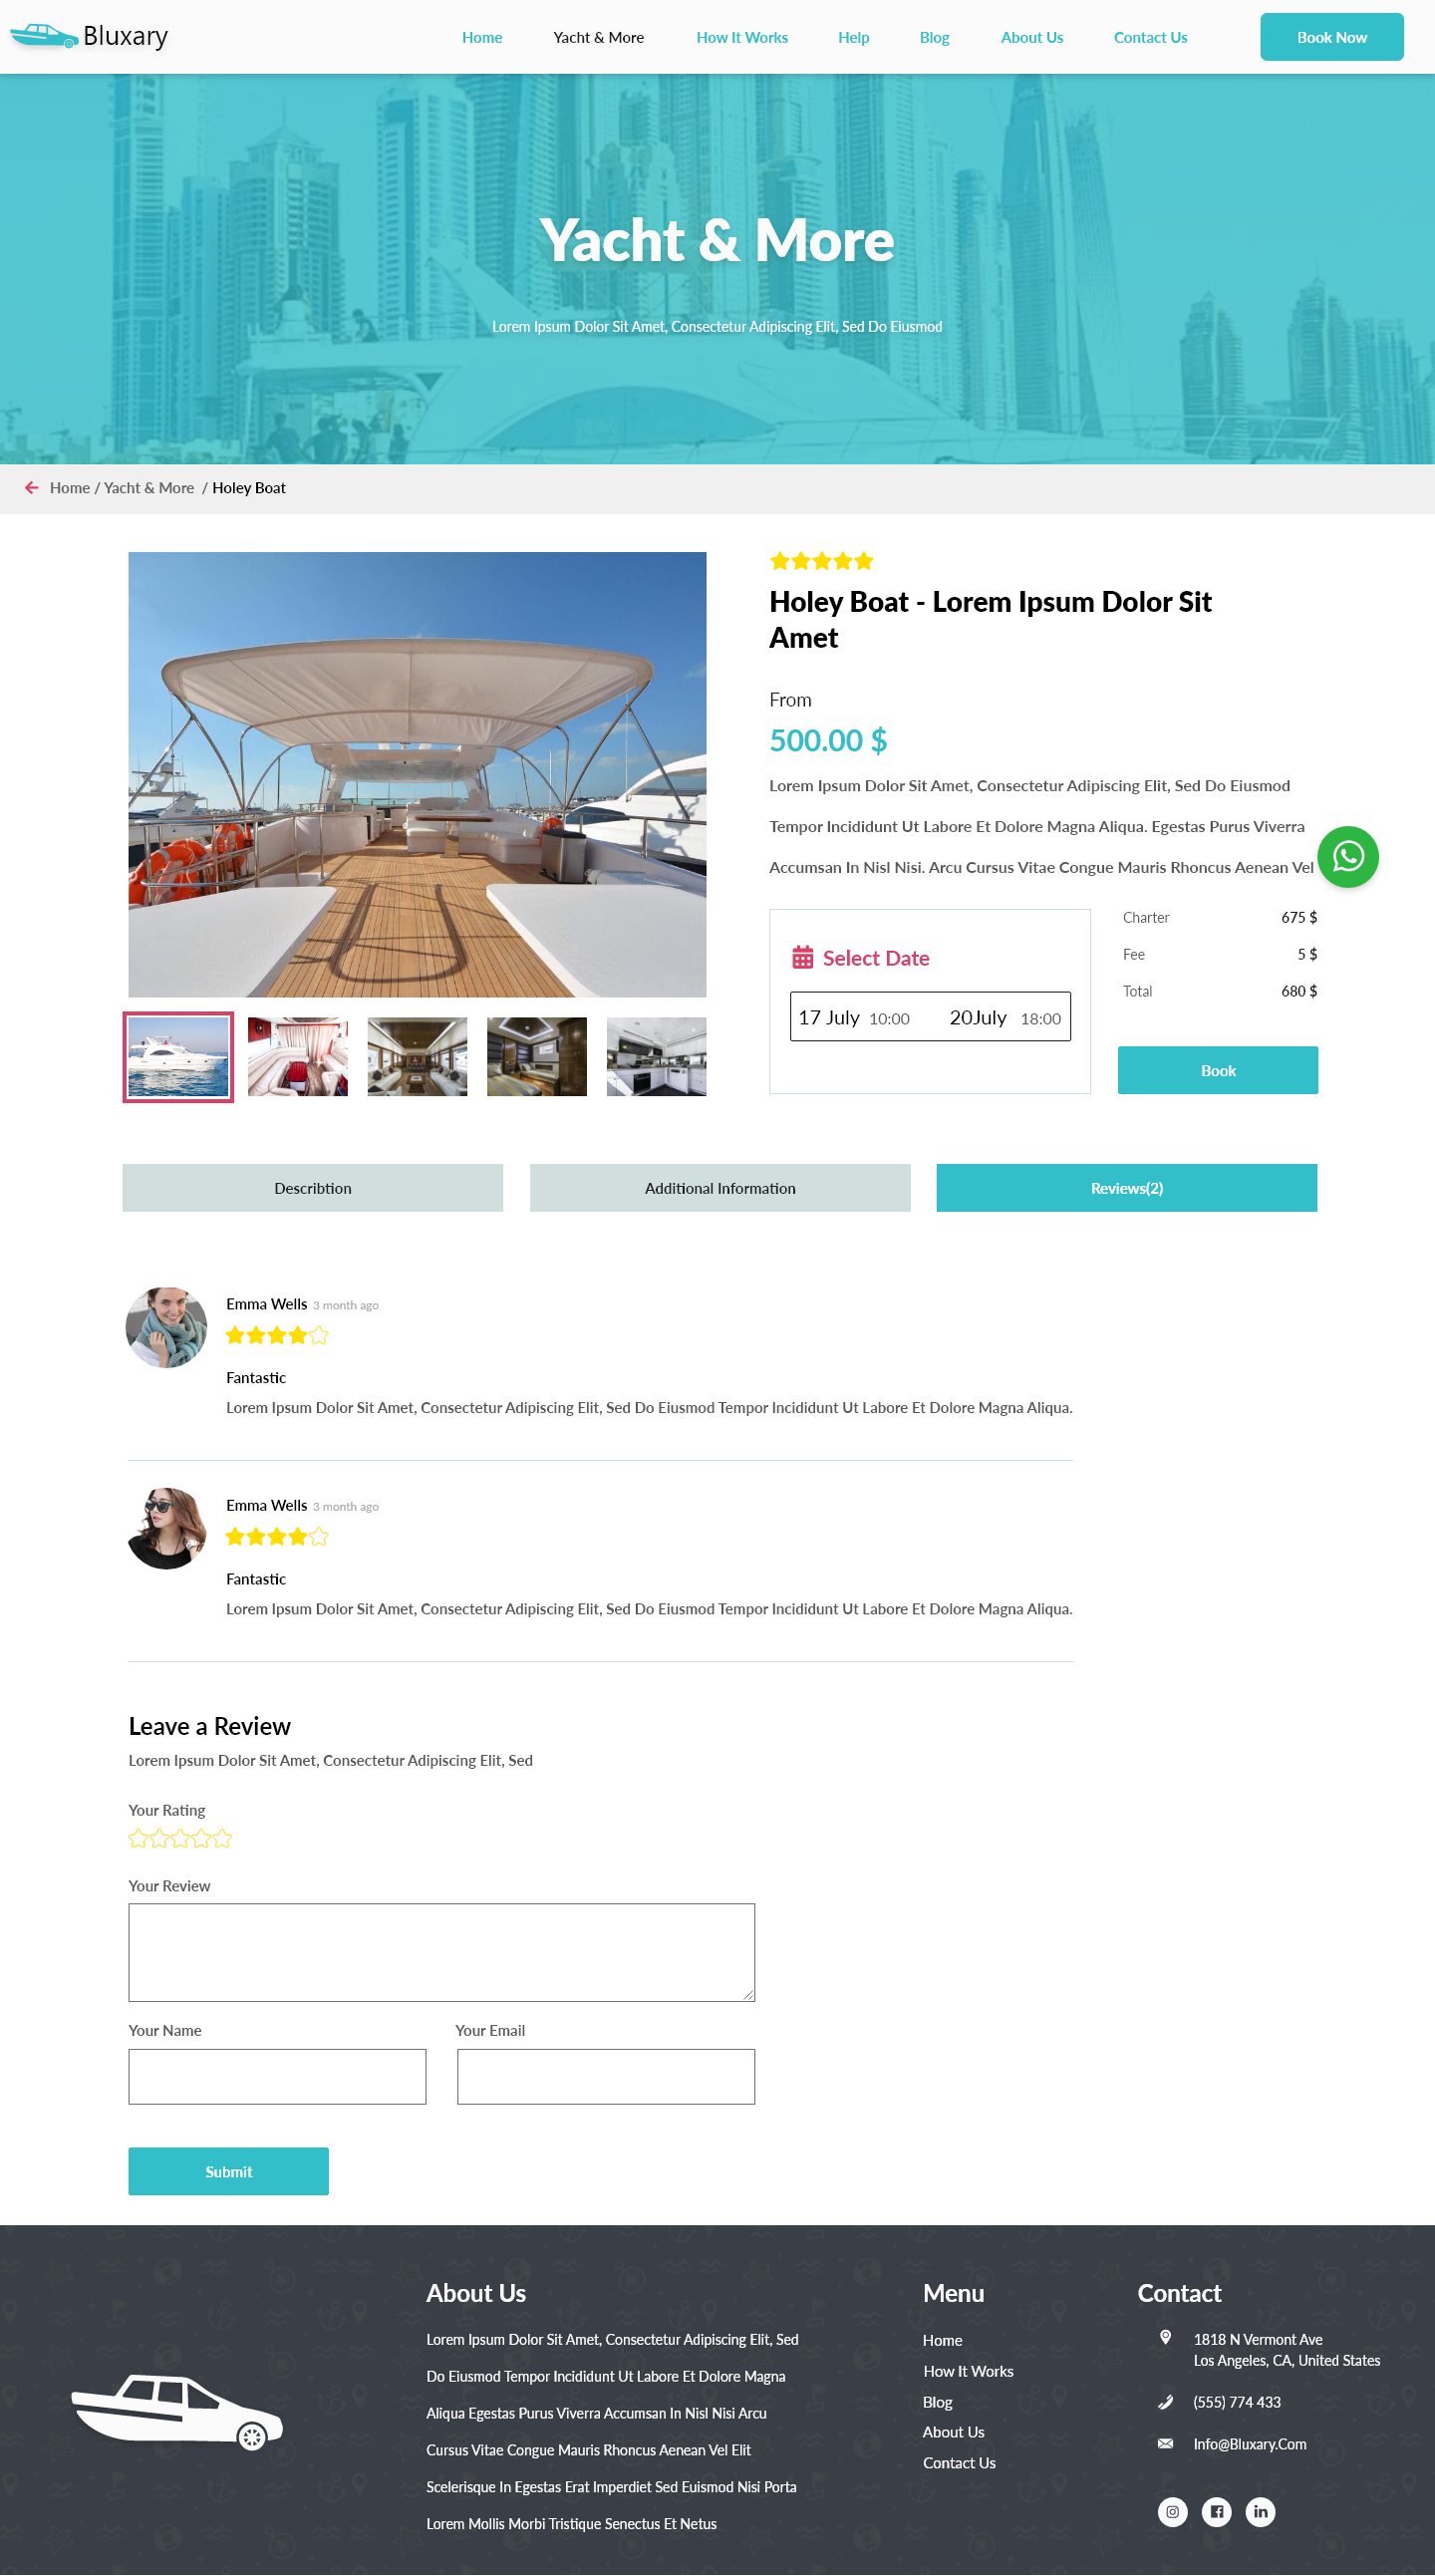 Bluxary
Home Yacht & More How It Works Help Blog About Us Contact Us Book Now
Yacht & More
Lorem Ipsum Dolor Sit Amet, Consectetur Adipiscing Elit, Sed Do Eiusmod
Home / Yacht & More / Holey Boat
Holey Boat - Lorem Ipsum Dolor Sit
Amet
From
500.00 $
Lorem Ipsum Dolor Sit Amet, Consectetur Adipiscing Elit, Sed Do Eiusmod
Tempor Incididunt Ut Labore Et Dolore Magna Aliqua. Egestas Purus Viverra
Accumsan In Nisl Nisi. Arcu Cursus Vitae Congue Mauris Rhoncus Aenean Vel
Select Date
17 July 10:00 20July 18:00
Charter 675 $
Fee 5 $
Total 680 $
Book
Describtion
Additional Information
Reviews(2)
Emma Wells 3 month ago
Fantastic
Lorem Ipsum Dolor Sit Amet, Consectetur Adipiscing Elit, Sed Do Eiusmod Tempor Incididunt Ut Labore Et Dolore Magna Aliqua.
Emma Wells 3 month ago
Fantastic
Lorem Ipsum Dolor Sit Amet, Consectetur Adipiscing Elit, Sed Do Eiusmod Tempor Incididunt Ut Labore Et Dolore Magna Aliqua.
Leave a Review
Lorem Ipsum Dolor Sit Amet, Consectetur Adipiscing Elit, Sed
Your Rating
Your Review
Your Name Your Email
Submit
About Us
Lorem Ipsum Dolor Sit Amet, Consectetur Adipiscing Elit, Sed
Do Eiusmod Tempor Incididunt Ut Labore Et Dolore Magna
Aliqua Egestas Purus Viverra Accumsan In Nisl Nisi Arcu
Cursus Vitae Congue Mauris Rhoncus Aenean Vel Elit
Scelerisque In Egestas Erat Imperdiet Sed Euismod Nisi Porta
Lorem Mollis Morbi Tristique Senectus Et Netus
Menu
Home
How It Works
Blog
About Us
Contact Us
Contact
1818 N Vermont Ave
Los Angeles, CA, United States
(555) 774 433
Info@Bluxary.Com